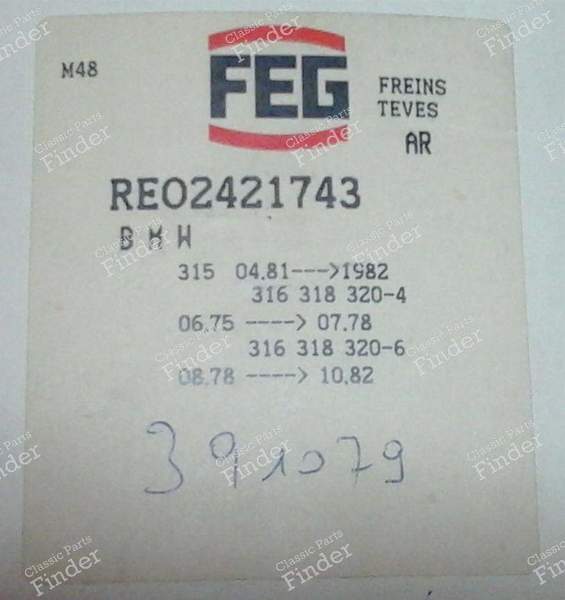 M48
FEG
FREINS
TEVES
AR
REO2421743
BMW
315 04.81--->1982
316 318 320-4
06.75 ----> 07.78
316 318 320-6
08.78 ----> 10.82
391079
Classic Parts
Finder